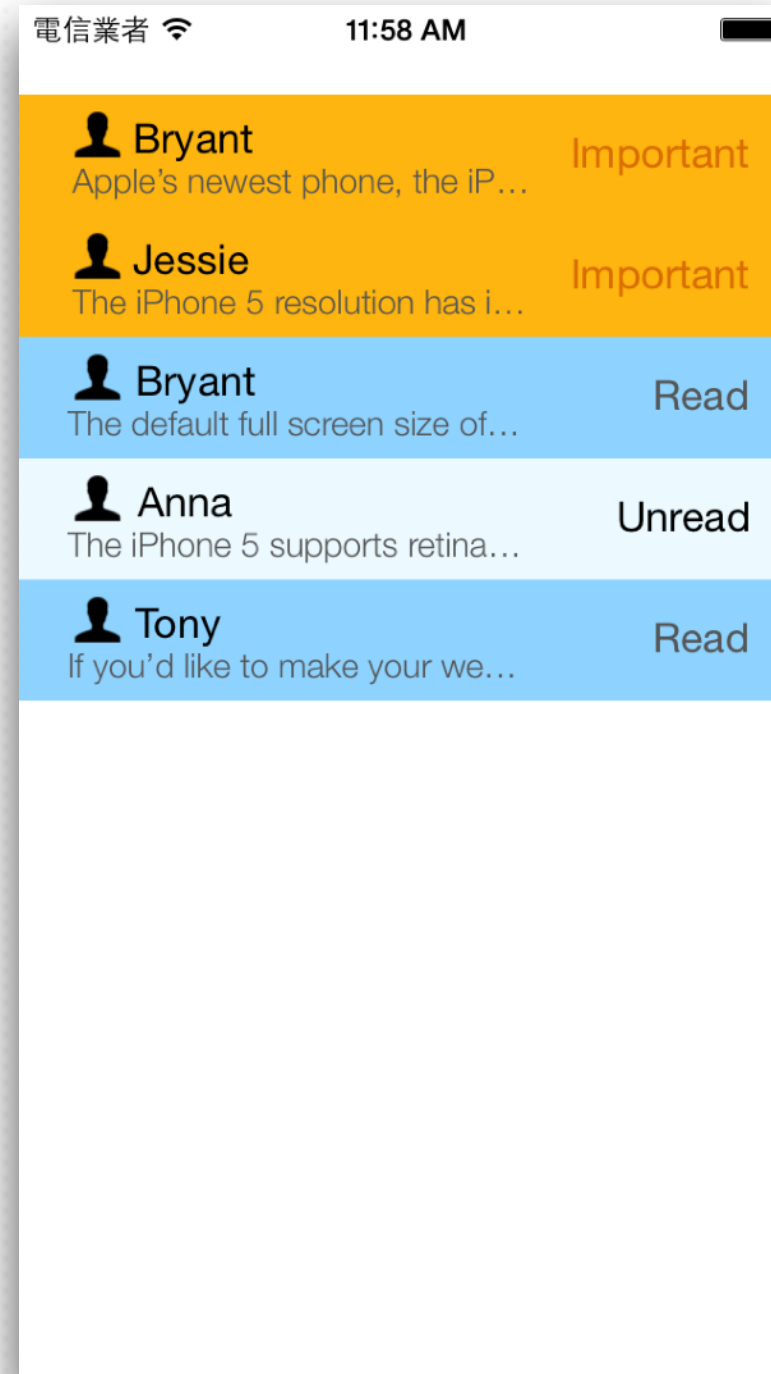 電信業者 11:58 AM
Bryant Important
Apple’s newest phone, the iP…
Jessie Important
The iPhone 5 resolution has i…
Bryant Read
The default full screen size of…
Anna Unread
The iPhone 5 supports retina…
Tony Read
If you’d like to make your we…